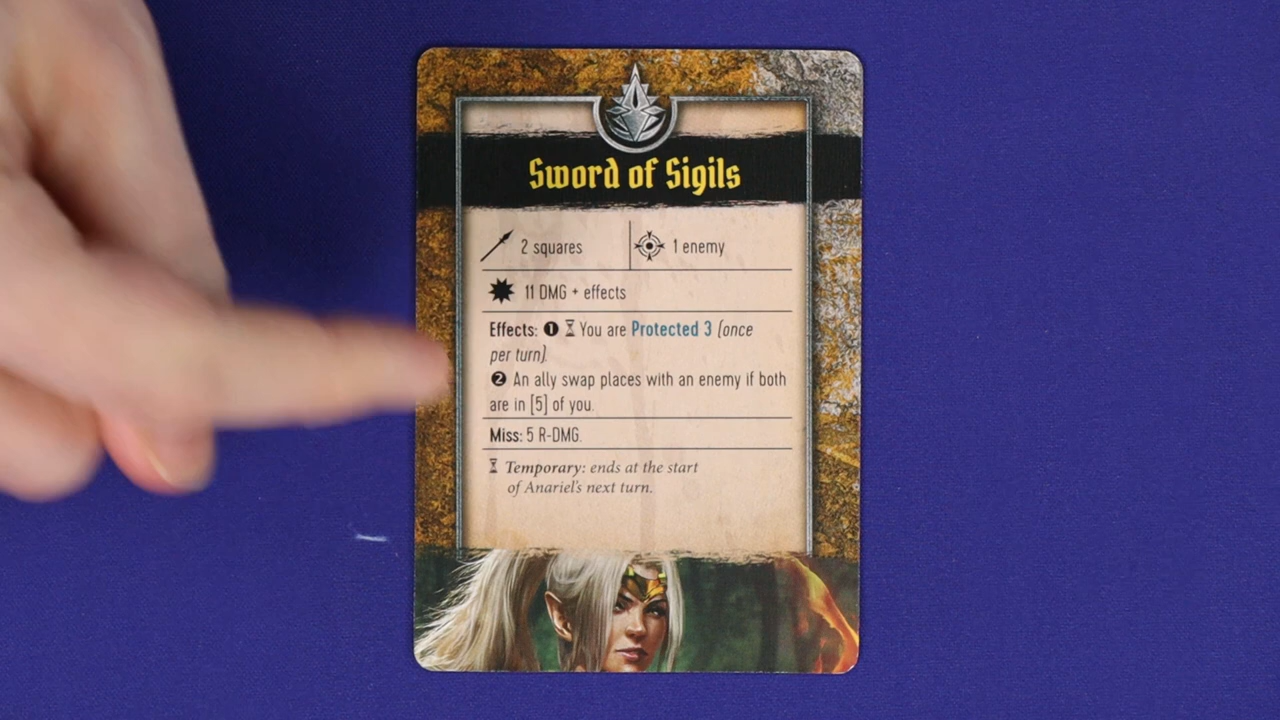 Sword of Sigils
2 squares
1 enemy
11 DMG + effects
Effects: ❶ ⌛ You are Protected 3 (once
per turn).
❷ An ally swap places with an enemy if both
are in [5] of you.
Miss: 5 R-DMG.
⌛ Temporary: ends at the start
of Anariel's next turn.